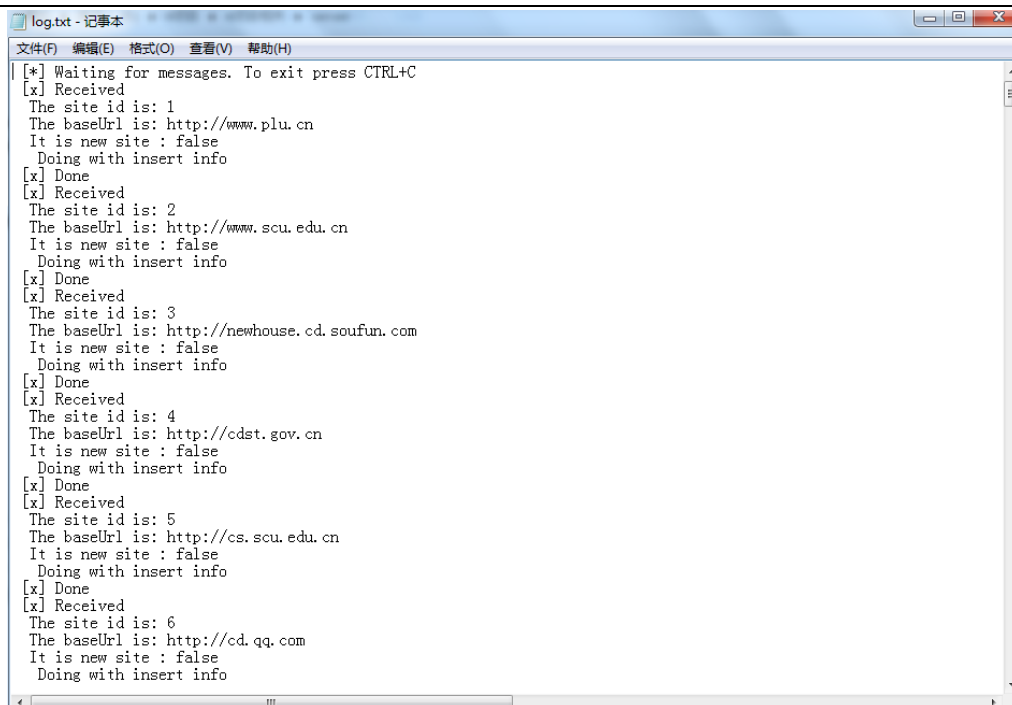 log.txt - 记事本
文件(F) 编辑(E) 格式(O) 查看(V) 帮助(H)
[*] Waiting for messages. To exit press CTRL+C
[x] Received
The site id is: 1
The baseUrl is: http://www.plu.cn
It is new site : false
Doing with insert info
[x] Done
[x] Received
The site id is: 2
The baseUrl is: http://www.scu.edu.cn
It is new site : false
Doing with insert info
[x] Done
[x] Received
The site id is: 3
The baseUrl is: http://newhouse.cd.soufun.com
It is new site : false
Doing with insert info
[x] Done
[x] Received
The site id is: 4
The baseUrl is: http://cdst.gov.cn
It is new site : false
Doing with insert info
[x] Done
[x] Received
The site id is: 5
The baseUrl is: http://cs.scu.edu.cn
It is new site : false
Doing with insert info
[x] Done
[x] Received
The site id is: 6
The baseUrl is: http://cd.qq.com
It is new site : false
Doing with insert info